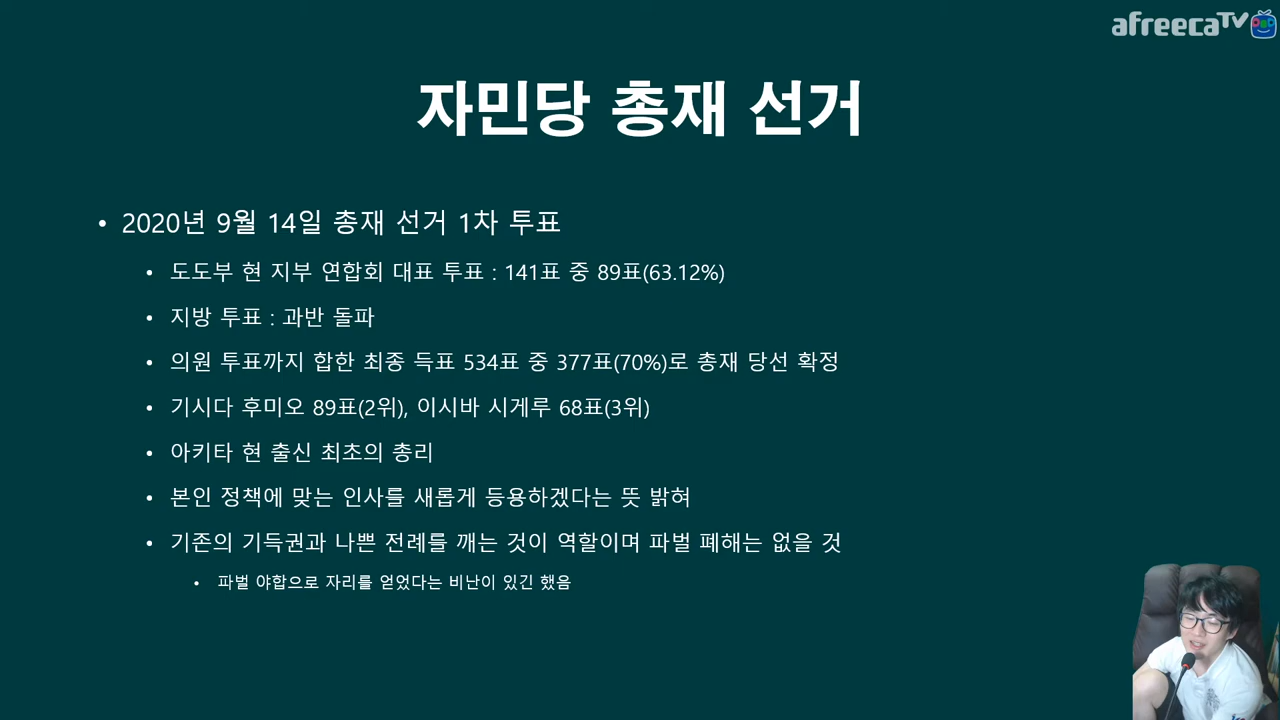 afreecaTV
자민당 총재 선거
• 2020년 9월 14일 총재 선거 1차 투표
• 도도부 현 지부 연합회 대표 투표 : 141표 중 89표(63.12%)
• 지방 투표 : 과반 돌파
• 의원 투표까지 합한 최종 득표 534표 중 377표(70%)로 총재 당선 확정
• 기시다 후미오 89표(2위), 이시바 시게루 68표(3위)
• 아키타 현 출신 최초의 총리
• 본인 정책에 맞는 인사를 새롭게 등용하겠다는 뜻 밝혀
• 기존의 기득권과 나쁜 전례를 깨는 것이 역할이며 파벌 폐해는 없을 것
• 파벌 야합으로 자리를 얻었다는 비난이 있긴 했음